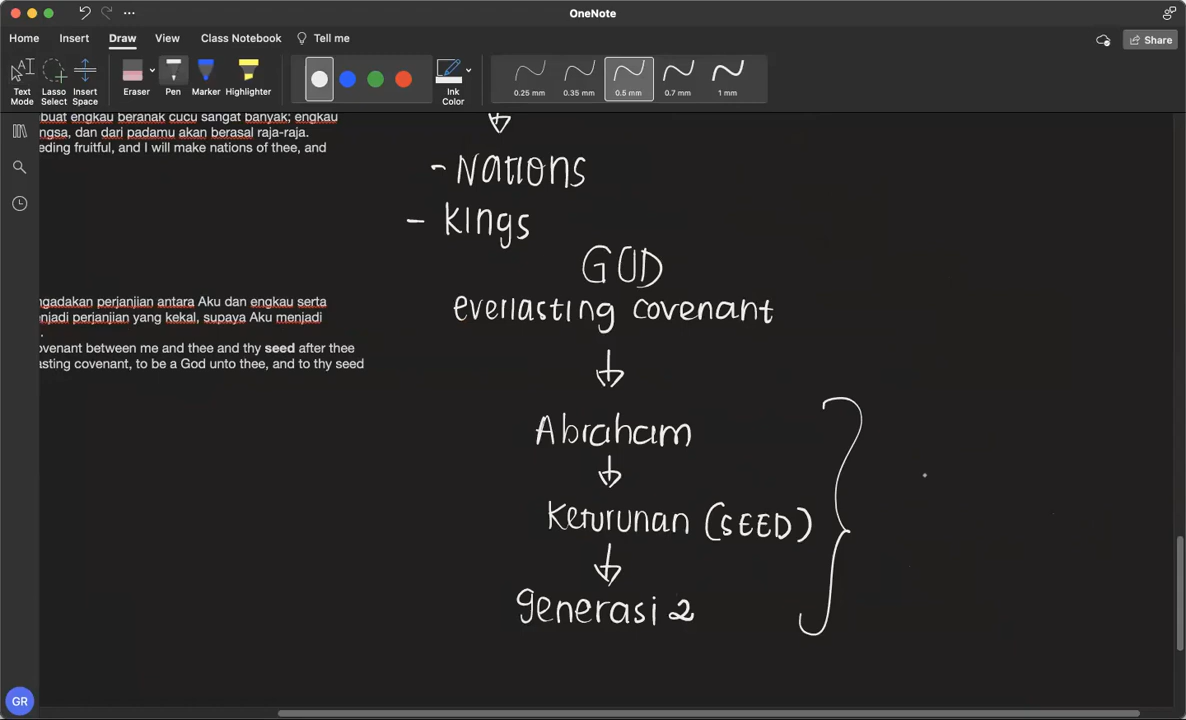 OneNote
Home Insert Draw View Class Notebook Tell me
Share
Text Mode
Lasso Select
Insert Space
Eraser
Pen
Marker
Highlighter
Ink Color
0.25 mm
0.35 mm
0.5 mm
0.7 mm
1 mm
buat engkau beranak cucu sangat banyak; engkau
ngsa, dan dari padamu akan berasal raja-raja.
eding fruitful, and I will make nations of thee, and
- Nations
- Kings
GOD
everlasting covenant
ngadakan perjanjian antara Aku dan engkau serta
njadi perjanjian yang kekal, supaya Aku menjadi
.
ovenant between me and thee and thy seed after thee
asting covenant, to be a God unto thee, and to thy seed
Abraham
Keturunan (SEED)
generasi 2
GR